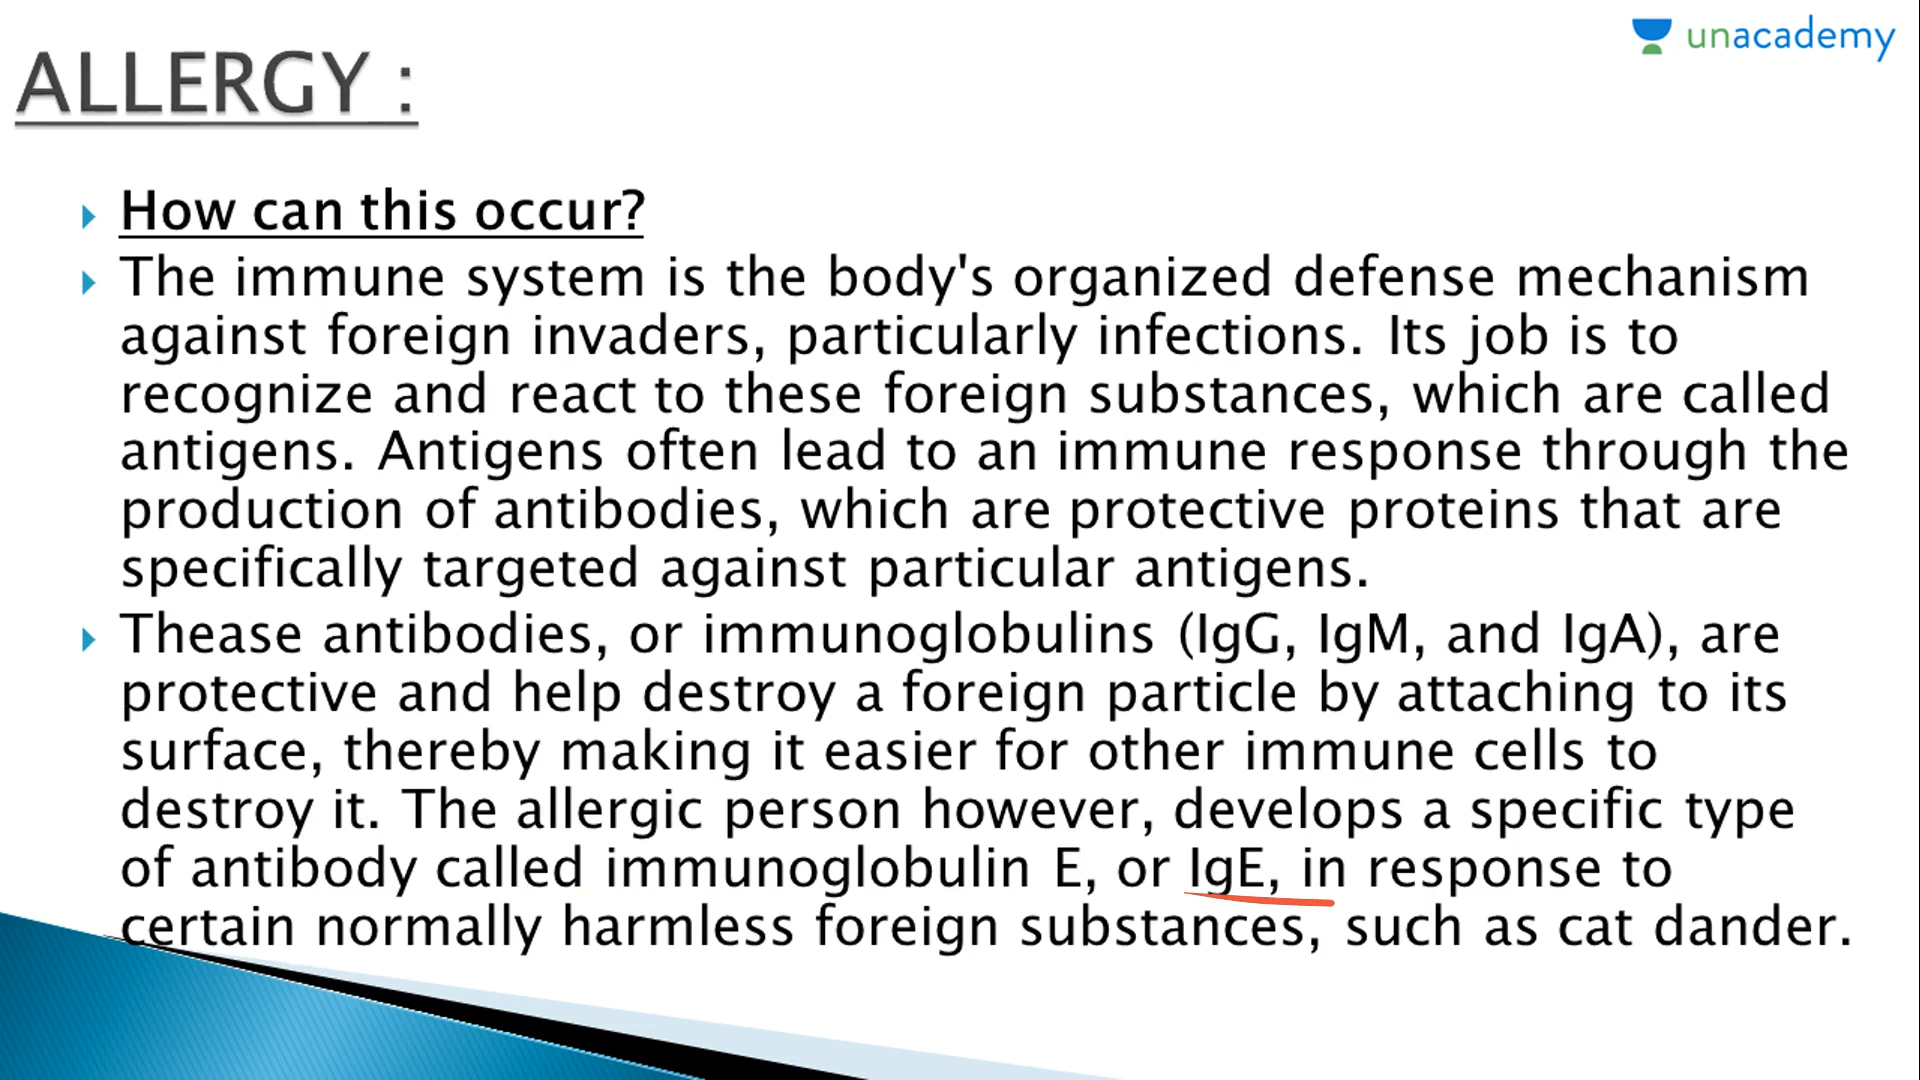 unacademy
ALLERGY :
How can this occur?
The immune system is the body's organized defense mechanism
against foreign invaders, particularly infections. Its job is to
recognize and react to these foreign substances, which are called
antigens. Antigens often lead to an immune response through the
production of antibodies, which are protective proteins that are
specifically targeted against particular antigens.
Thease antibodies, or immunoglobulins (IgG, IgM, and IgA), are
protective and help destroy a foreign particle by attaching to its
surface, thereby making it easier for other immune cells to
destroy it. The allergic person however, develops a specific type
of antibody called immunoglobulin E, or IgE, in response to
certain normally harmless foreign substances, such as cat dander.